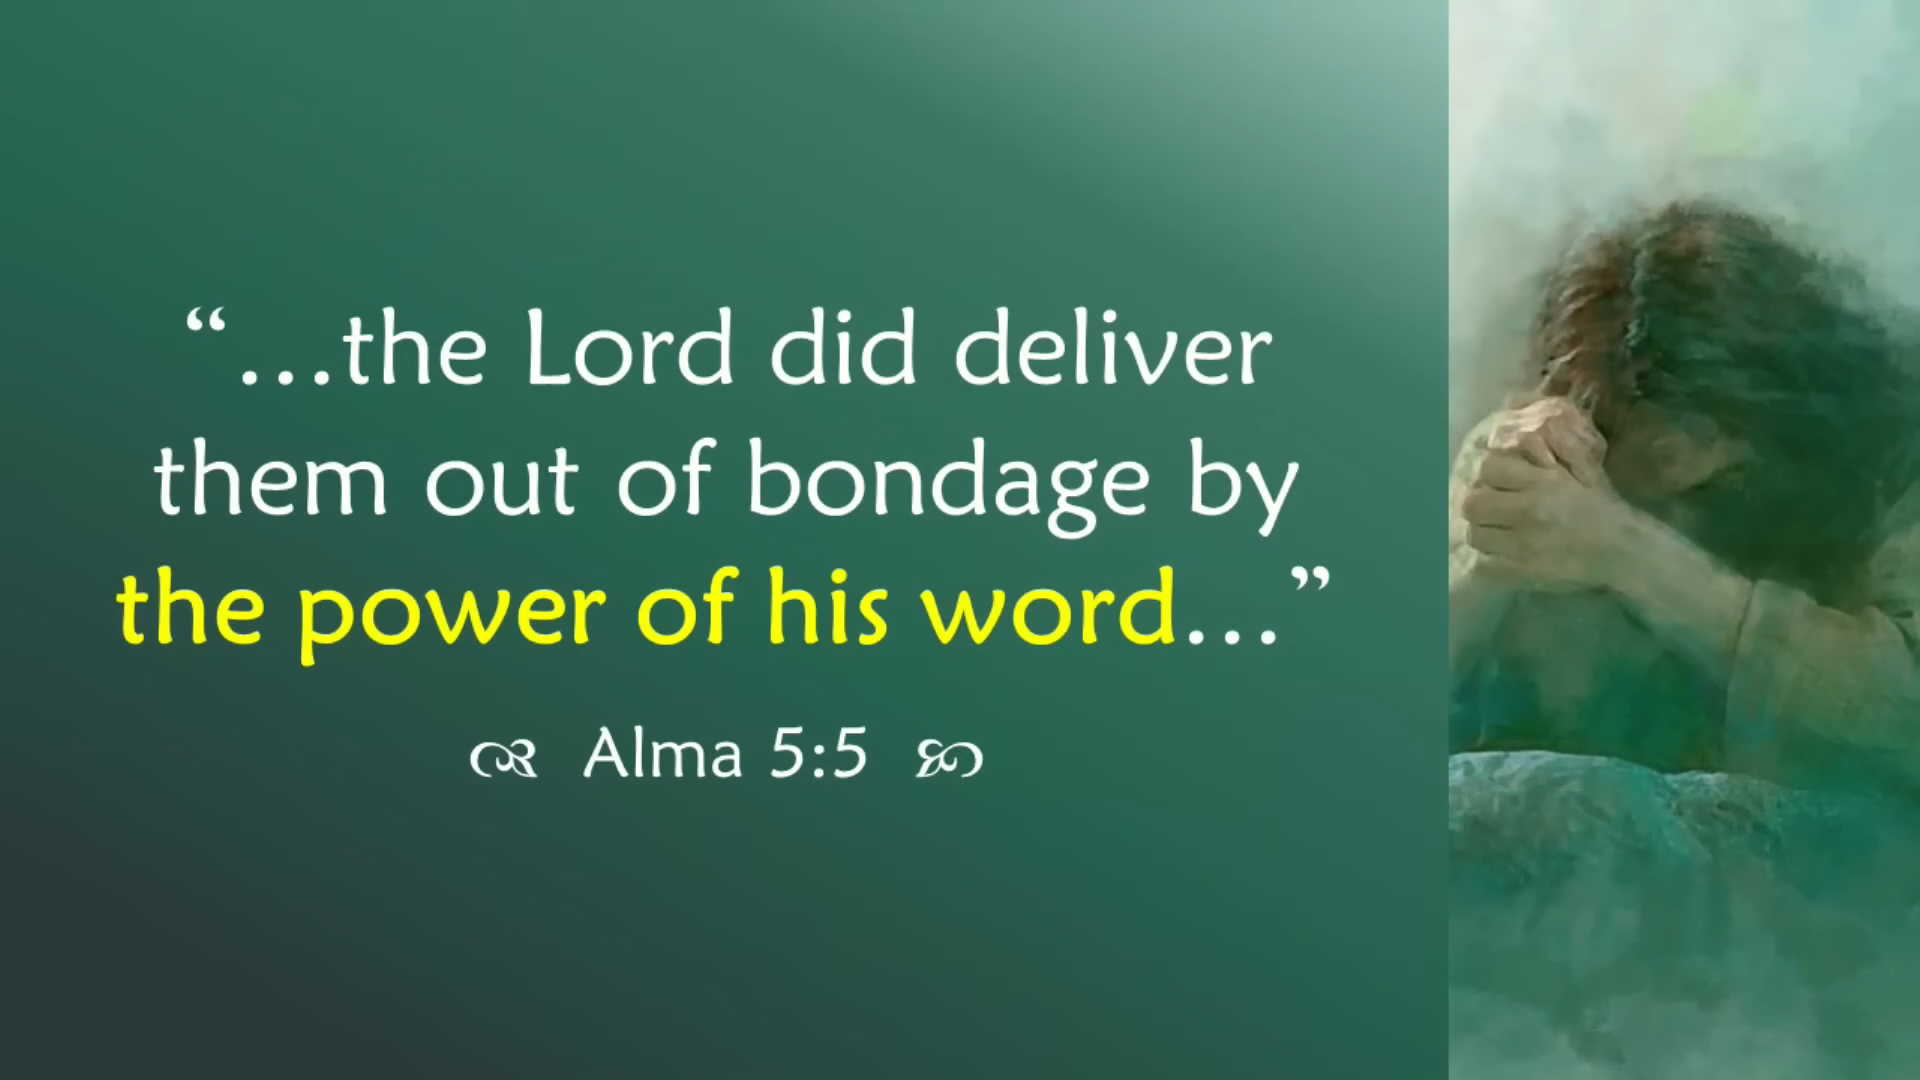 “…the Lord did deliver
them out of bondage by
the power of his word…”
Alma 5:5